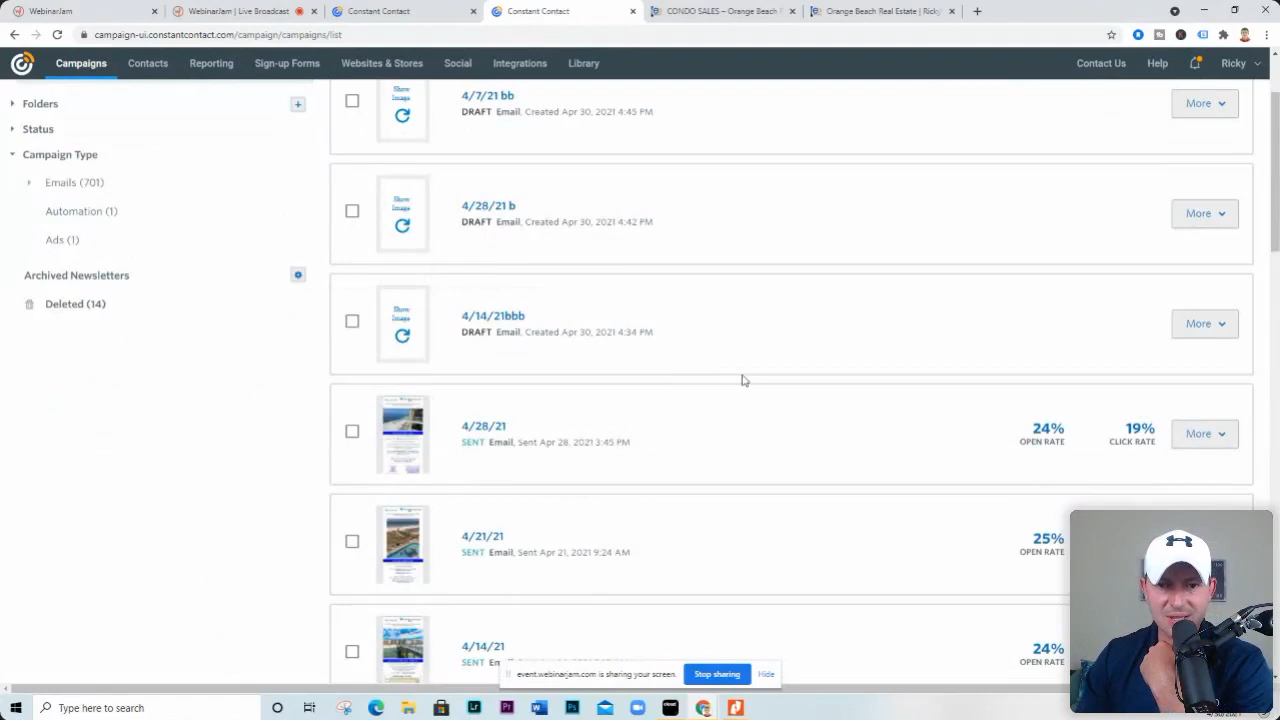 WebinarJam
WebinarJam | Live Broadcast
Constant Contact
Constant Contact
CONDO SALES – Orange Beach
Orange Beach Real Estate | Ricky
campaign-ui.constantcontact.com/campaign/campaigns/list
Campaigns
Contacts
Reporting
Sign-up Forms
Websites & Stores
Social
Integrations
Library
Contact Us
Help
Ricky
Folders
Status
Campaign Type
Emails (701)
Automation (1)
Ads (1)
Archived Newsletters
Deleted (14)
Show
Image
4/7/21 bb
DRAFT Email, Created Apr 30, 2021 4:45 PM
More
Show
Image
4/28/21 b
DRAFT Email, Created Apr 30, 2021 4:42 PM
More
Show
Image
4/14/21bbb
DRAFT Email, Created Apr 30, 2021 4:34 PM
More
4/28/21
SENT Email, Sent Apr 28, 2021 3:45 PM
24%
OPEN RATE
19%
CLICK RATE
More
4/21/21
SENT Email, Sent Apr 21, 2021 9:24 AM
25%
OPEN RATE
4/14/21
SENT
24%
OPEN RATE
event.webinarjam.com is sharing your screen.
Stop sharing
Hide
Type here to search